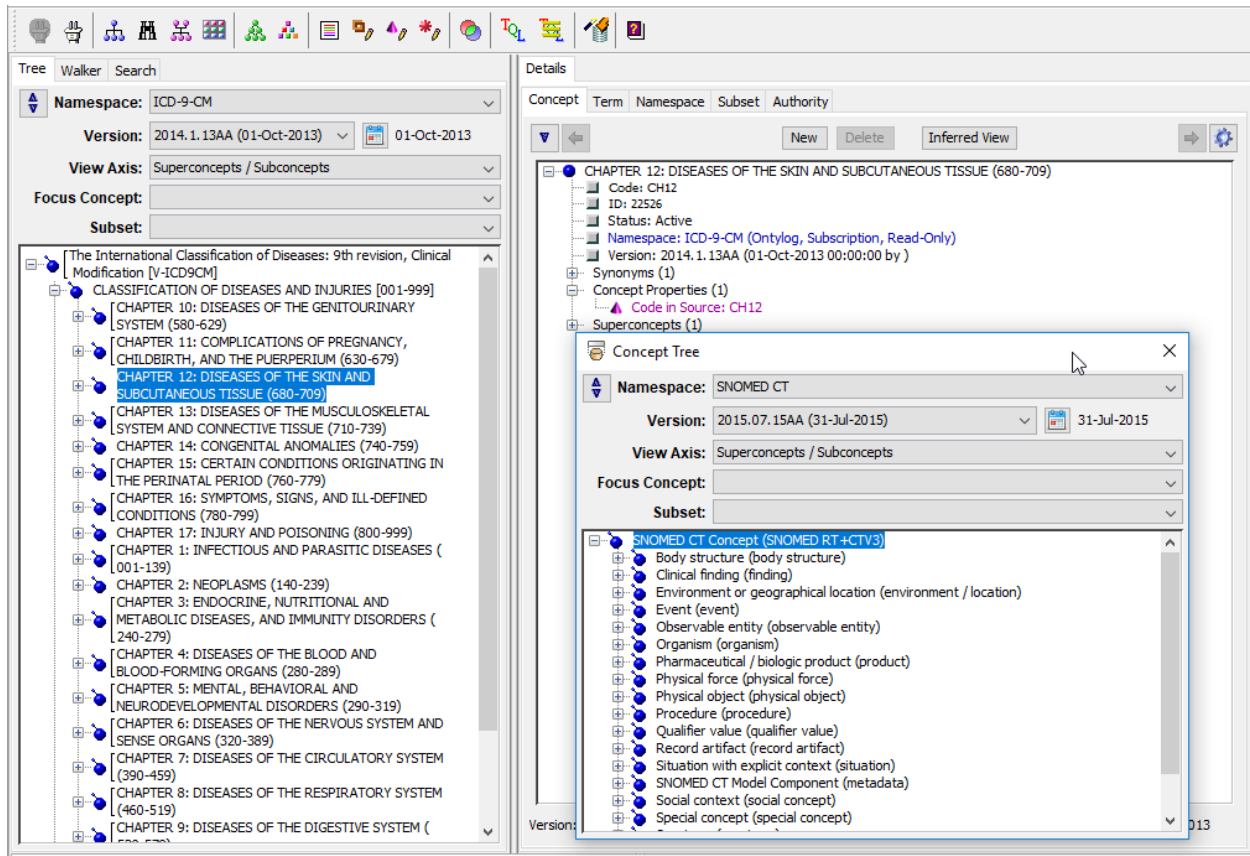 TQL
Tree Walker Search
Namespace: ICD-9-CM
Version: 2014.1.13AA (01-Oct-2013) 01-Oct-2013
View Axis: Superconcepts / Subconcepts
Focus Concept:
Subset:
[The International Classification of Diseases: 9th revision, Clinical
Modification [V-ICD9CM]
CLASSIFICATION OF DISEASES AND INJURIES [001-999]
CHAPTER 10: DISEASES OF THE GENITOURINARY
SYSTEM (580-629)
CHAPTER 11: COMPLICATIONS OF PREGNANCY,
CHILDBIRTH, AND THE PUERPERIUM (630-679)
CHAPTER 12: DISEASES OF THE SKIN AND
SUBCUTANEOUS TISSUE (680-709)
CHAPTER 13: DISEASES OF THE MUSCULOSKELETAL
SYSTEM AND CONNECTIVE TISSUE (710-739)
CHAPTER 14: CONGENITAL ANOMALIES (740-759)
CHAPTER 15: CERTAIN CONDITIONS ORIGINATING IN
THE PERINATAL PERIOD (760-779)
CHAPTER 16: SYMPTOMS, SIGNS, AND ILL-DEFINED
CONDITIONS (780-799)
CHAPTER 17: INJURY AND POISONING (800-999)
CHAPTER 1: INFECTIOUS AND PARASITIC DISEASES (
001-139)
CHAPTER 2: NEOPLASMS (140-239)
CHAPTER 3: ENDOCRINE, NUTRITIONAL AND
METABOLIC DISEASES, AND IMMUNITY DISORDERS (
240-279)
CHAPTER 4: DISEASES OF THE BLOOD AND
BLOOD-FORMING ORGANS (280-289)
CHAPTER 5: MENTAL, BEHAVIORAL AND
NEURODEVELOPMENTAL DISORDERS (290-319)
CHAPTER 6: DISEASES OF THE NERVOUS SYSTEM AND
SENSE ORGANS (320-389)
CHAPTER 7: DISEASES OF THE CIRCULATORY SYSTEM
(390-459)
CHAPTER 8: DISEASES OF THE RESPIRATORY SYSTEM
(460-519)
CHAPTER 9: DISEASES OF THE DIGESTIVE SYSTEM (
Details
Concept Term Namespace Subset Authority
New Delete Inferred View
CHAPTER 12: DISEASES OF THE SKIN AND SUBCUTANEOUS TISSUE (680-709)
Code: CH12
ID: 22526
Status: Active
Namespace: ICD-9-CM (Ontylog, Subscription, Read-Only)
Version: 2014.1.13AA (01-Oct-2013 00:00:00 by )
Synonyms (1)
Concept Properties (1)
Code in Source: CH12
Superconcepts (1)
Concept Tree
Namespace: SNOMED CT
Version: 2015.07.15AA (31-Jul-2015) 31-Jul-2015
View Axis: Superconcepts / Subconcepts
Focus Concept:
Subset:
SNOMED CT Concept (SNOMED RT+CTV3)
Body structure (body structure)
Clinical finding (finding)
Environment or geographical location (environment / location)
Event (event)
Observable entity (observable entity)
Organism (organism)
Pharmaceutical / biologic product (product)
Physical force (physical force)
Physical object (physical object)
Procedure (procedure)
Qualifier value (qualifier value)
Record artifact (record artifact)
Situation with explicit context (situation)
SNOMED CT Model Component (metadata)
Social context (social concept)
Special concept (special concept)
Version: 013